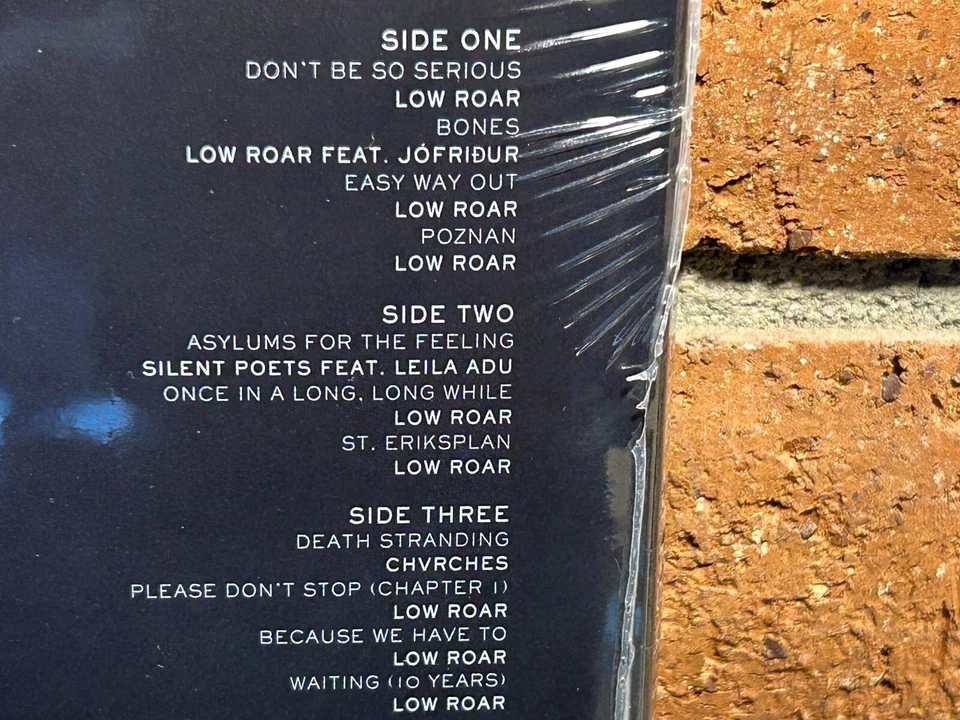 SIDE ONE
DON'T BE SO SERIOUS
LOW ROAR
BONES
LOW ROAR FEAT. JÓFRIÐUR
EASY WAY OUT
LOW ROAR
POZNAN
LOW ROAR
SIDE TWO
ASYLUMS FOR THE FEELING
SILENT POETS FEAT. LEILA ADU
ONCE IN A LONG, LONG WHILE
LOW ROAR
ST. ERIKSPLAN
LOW ROAR
SIDE THREE
DEATH STRANDING
CHVRCHES
PLEASE DON'T STOP (CHAPTER 1)
LOW ROAR
BECAUSE WE HAVE TO
LOW ROAR
WAITING (10 YEARS)
LOW ROAR